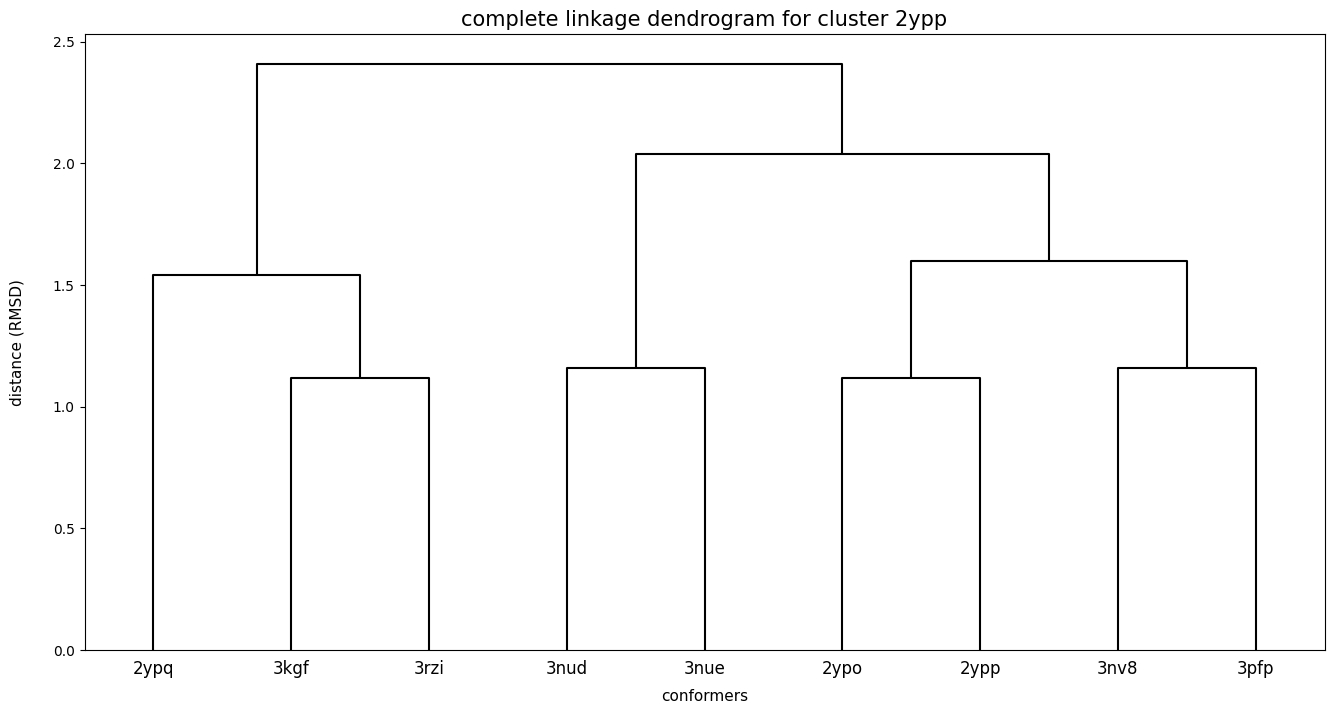 complete linkage dendrogram for cluster 2ypp
2.5
2.0
1.5
1.0
0.5
0.0
distance (RMSD)
2ypq 3kgf 3rzi 3nud 3nue 2ypo 2ypp 3nv8 3pfp
conformers